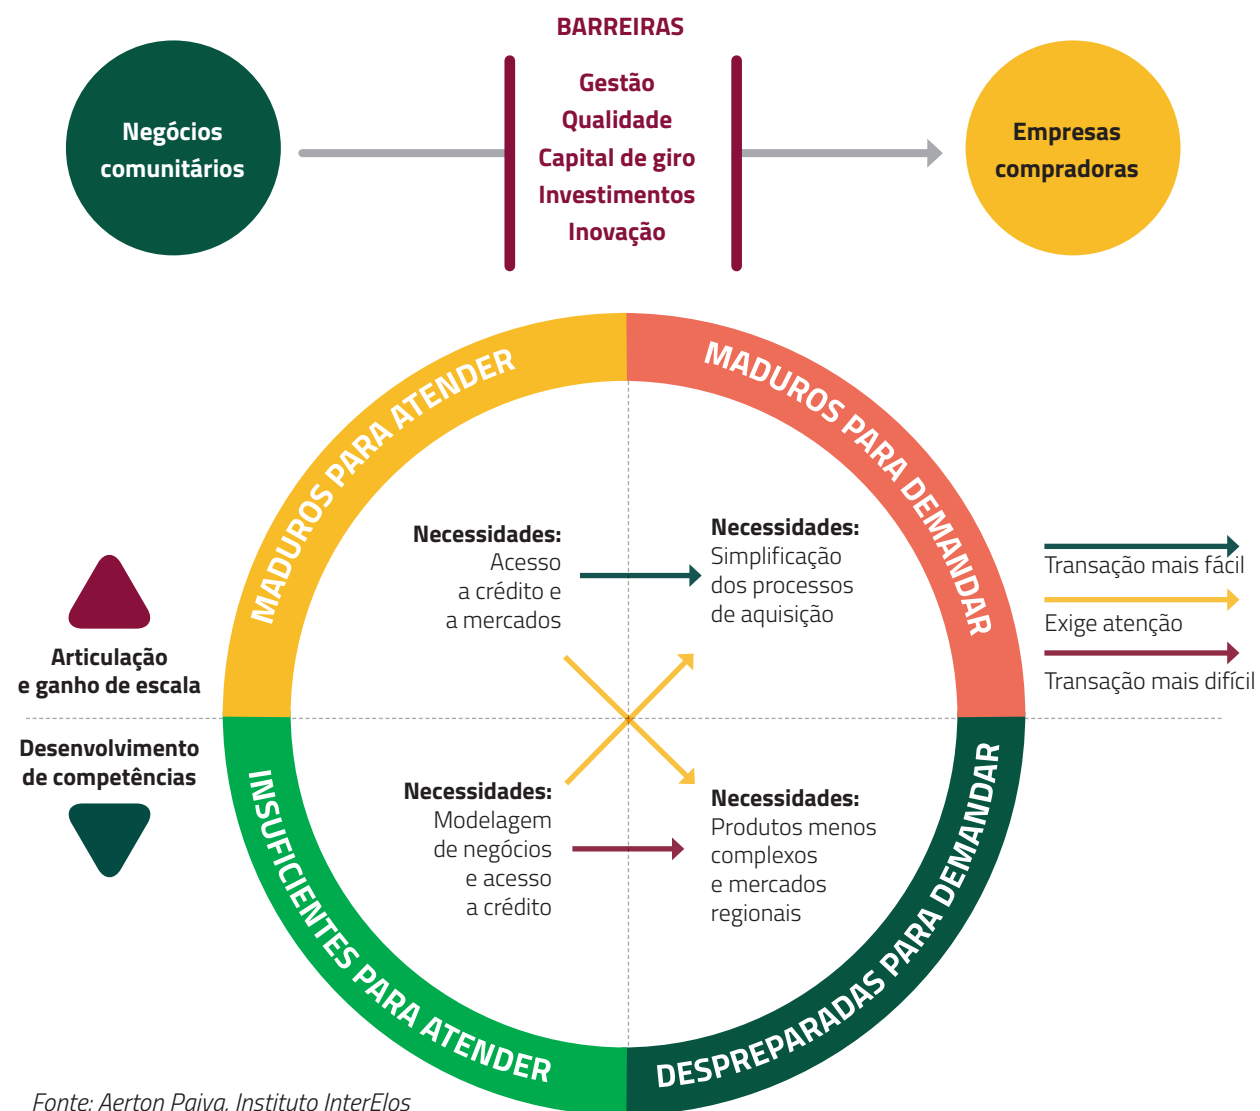 BARREIRAS
Negócios
comunitários
Gestão
Qualidade
Capital de giro
Investimentos
Inovação
Empresas
compradoras
MADUROS PARA ATENDER
MADUROS PARA DEMANDAR
Necessidades:
Acesso
a crédito e
a mercados
Necessidades:
Simplificação
dos processos
de aquisição
Transação mais fácil
Exige atenção
Transação mais difícil
Articulação
e ganho de escala
Desenvolvimento
de competências
Necessidades:
Modelagem
de negócios
e acesso
a crédito
Necessidades:
Produtos menos
complexos
e mercados
regionais
INSUFICIENTES PARA ATENDER
DESPREPARADAS PARA DEMANDAR
Fonte: Aerton Paiva, Instituto InterElos